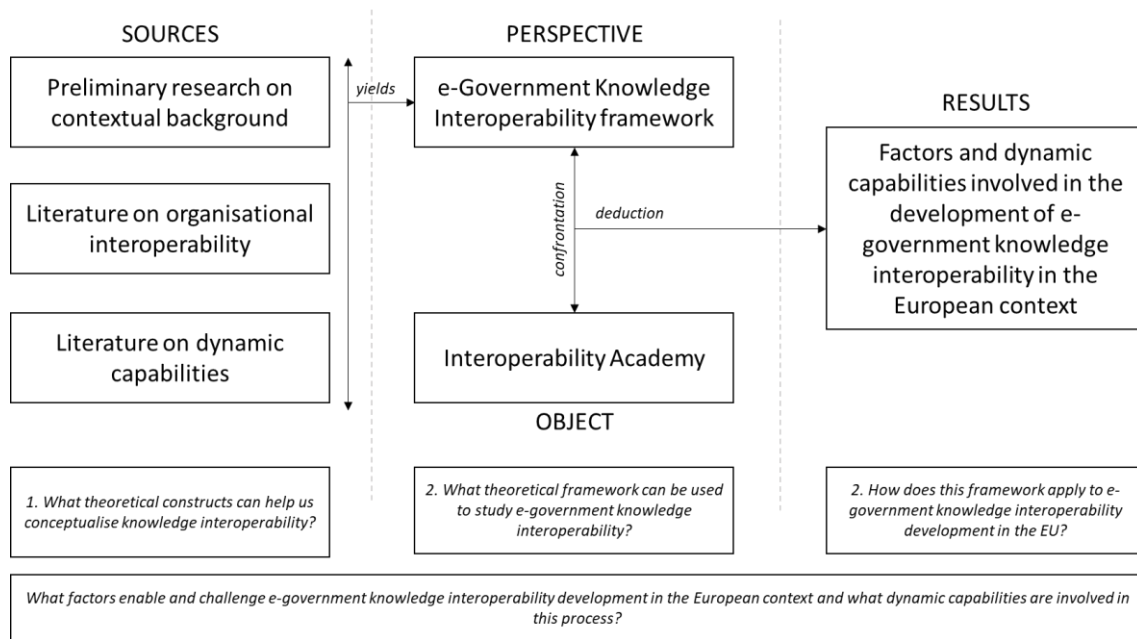 SOURCES
Preliminary research on
contextual background
Literature on organisational
interoperability
Literature on dynamic
capabilities
yields
PERSPECTIVE
e-Government Knowledge
Interoperability framework
confrontation
deduction
Interoperability Academy
OBJECT
RESULTS
Factors and dynamic
capabilities involved in the
development of e-
government knowledge
interoperability in the
European context
1. What theoretical constructs can help us
conceptualise knowledge interoperability?
2. What theoretical framework can be used
to study e-government knowledge
interoperability?
2. How does this framework apply to e-
government knowledge interoperability
development in the EU?
What factors enable and challenge e-government knowledge interoperability development in the European context and what dynamic capabilities are involved in
this process?